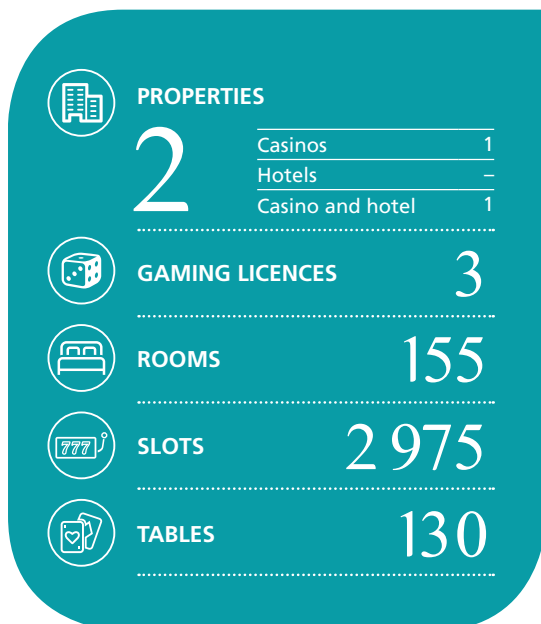 PROPERTIES
2
Casinos 1
Hotels –
Casino and hotel 1
GAMING LICENCES 3
ROOMS 155
777
SLOTS 2 975
TABLES 130